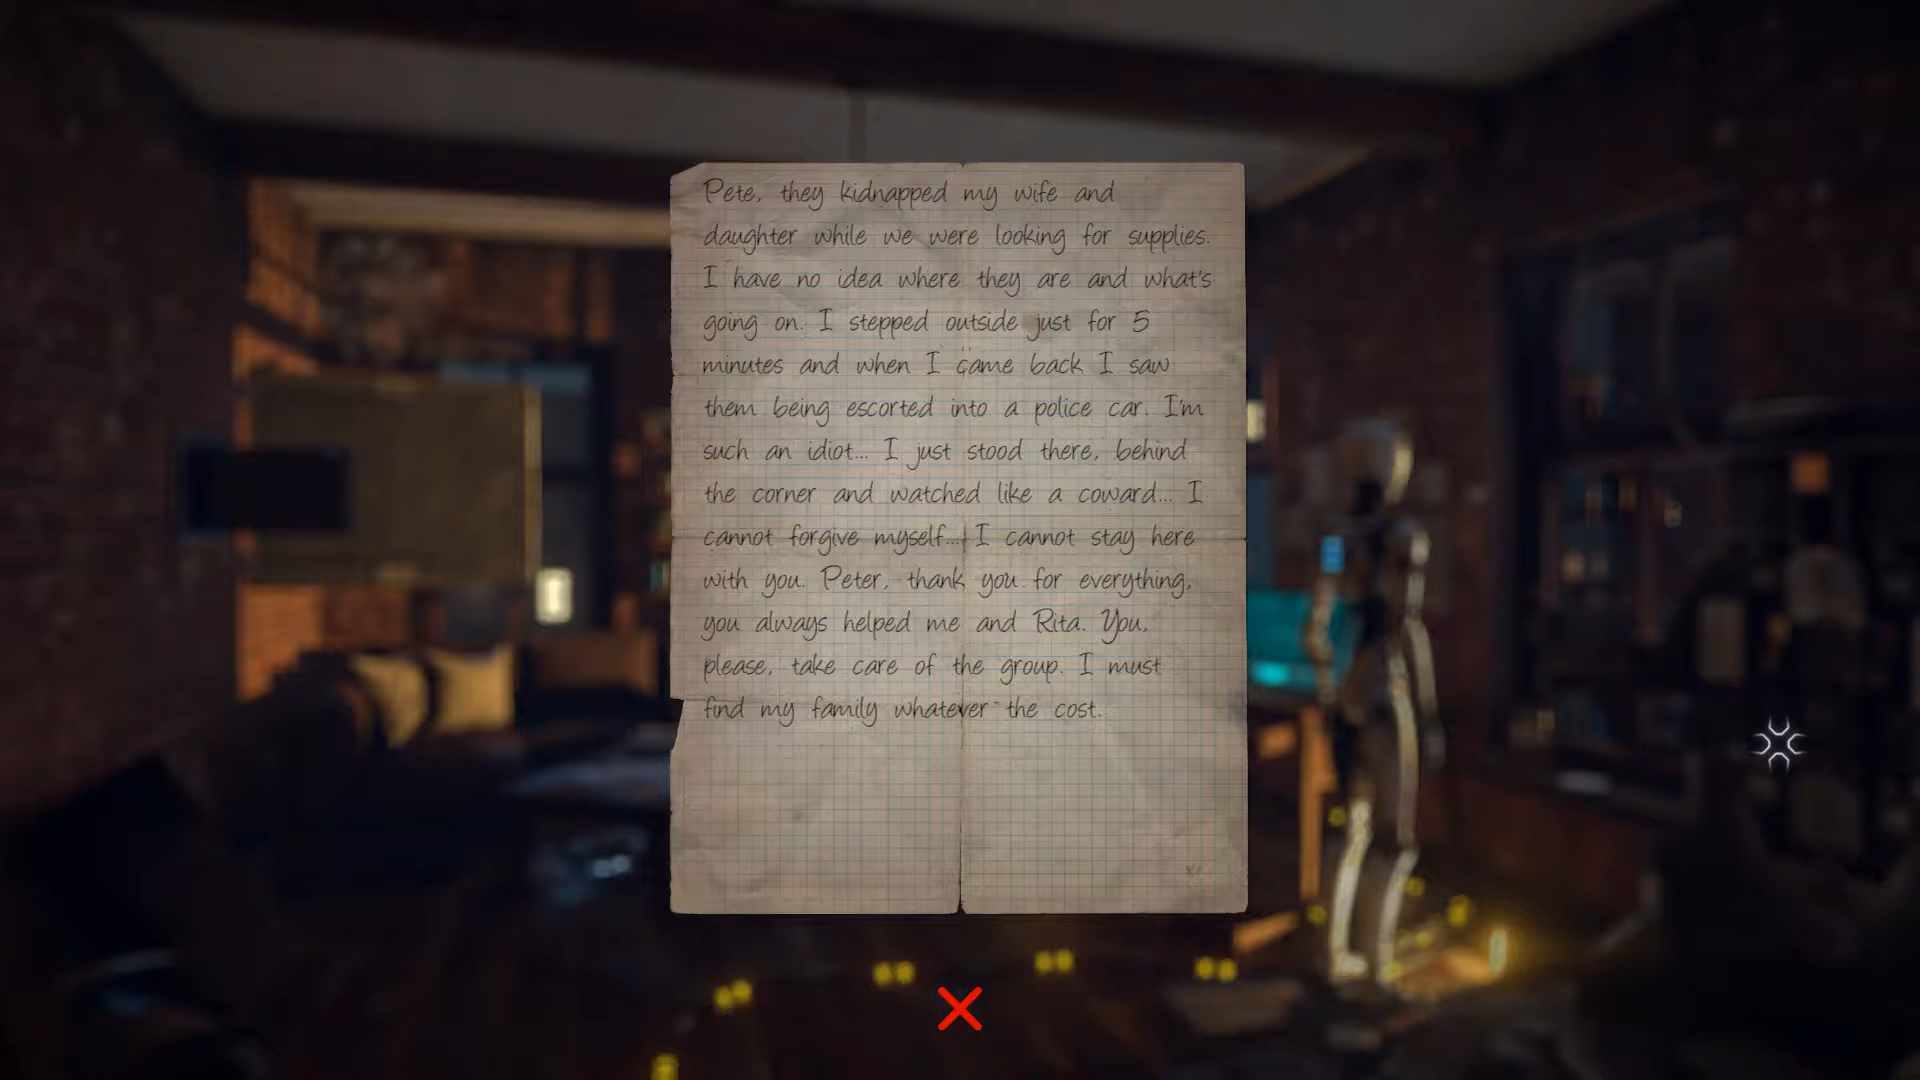 Pete, they kidnapped my wife and
daughter while we were looking for supplies.
I have no idea where they are and what's
going on. I stepped outside just for 5
minutes and when I came back I saw
them being escorted into a police car. I'm
such an idiot... I just stood there, behind
the corner and watched like a coward... I
cannot forgive myself... I cannot stay here
with you. Peter, thank you for everything,
you always helped me and Rita. You,
please, take care of the group. I must
find my family whatever the cost.